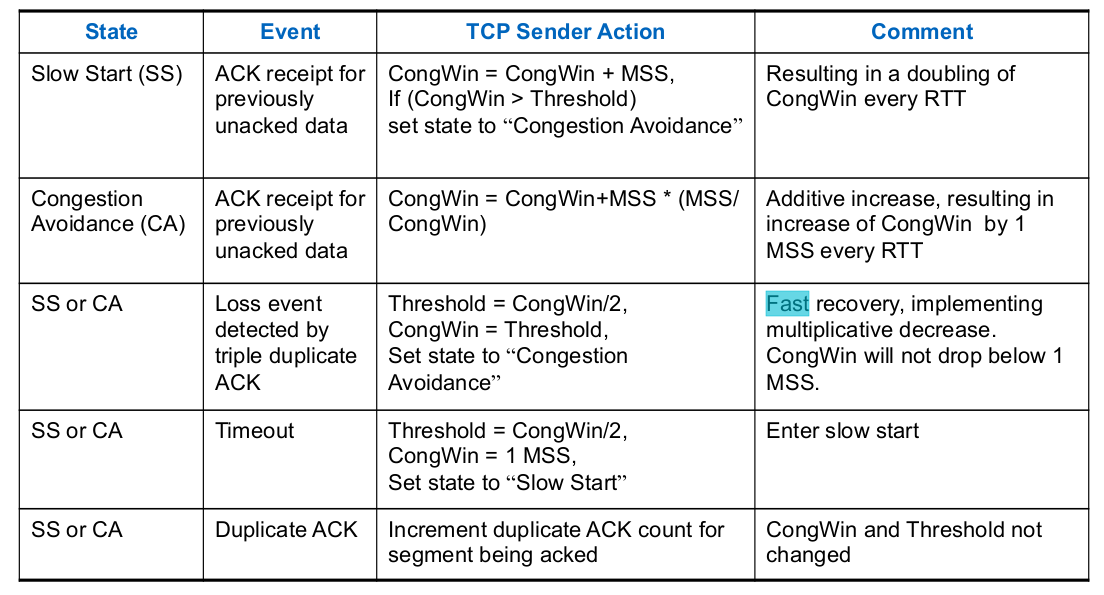 State
Event
TCP Sender Action
Comment
Slow Start (SS)
ACK receipt for
previously
unacked data
CongWin = CongWin + MSS,
If (CongWin > Threshold)
set state to “Congestion Avoidance”
Resulting in a doubling of
CongWin every RTT
Congestion
Avoidance (CA)
ACK receipt for
previously
unacked data
CongWin = CongWin+MSS * (MSS/
CongWin)
Additive increase, resulting in
increase of CongWin  by 1
MSS every RTT
SS or CA
Loss event
detected by
triple duplicate
ACK
Threshold = CongWin/2,
CongWin = Threshold,
Set state to “Congestion
Avoidance”
Fast recovery, implementing
multiplicative decrease.
CongWin will not drop below 1
MSS.
SS or CA
Timeout
Threshold = CongWin/2,
CongWin = 1 MSS,
Set state to “Slow Start”
Enter slow start
SS or CA
Duplicate ACK
Increment duplicate ACK count for
segment being acked
CongWin and Threshold not
changed